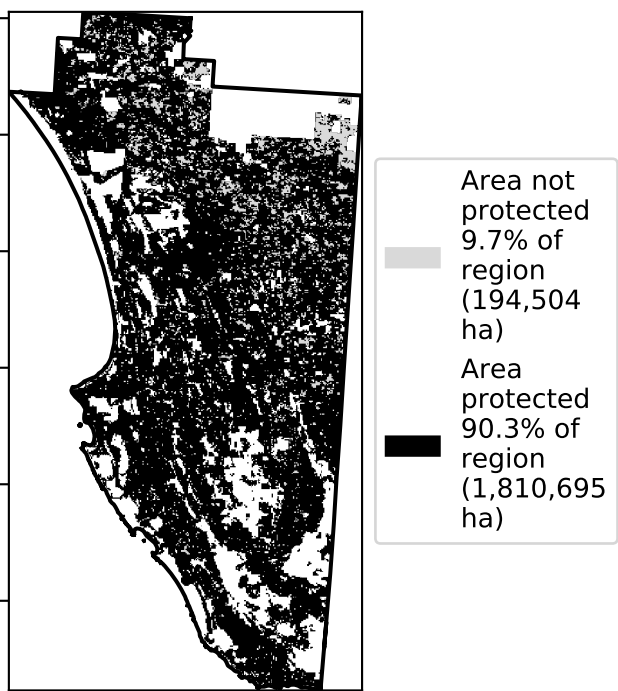 Area not
protected
9.7% of
region
(194,504
ha)
Area
protected
90.3% of
region
(1,810,695
ha)